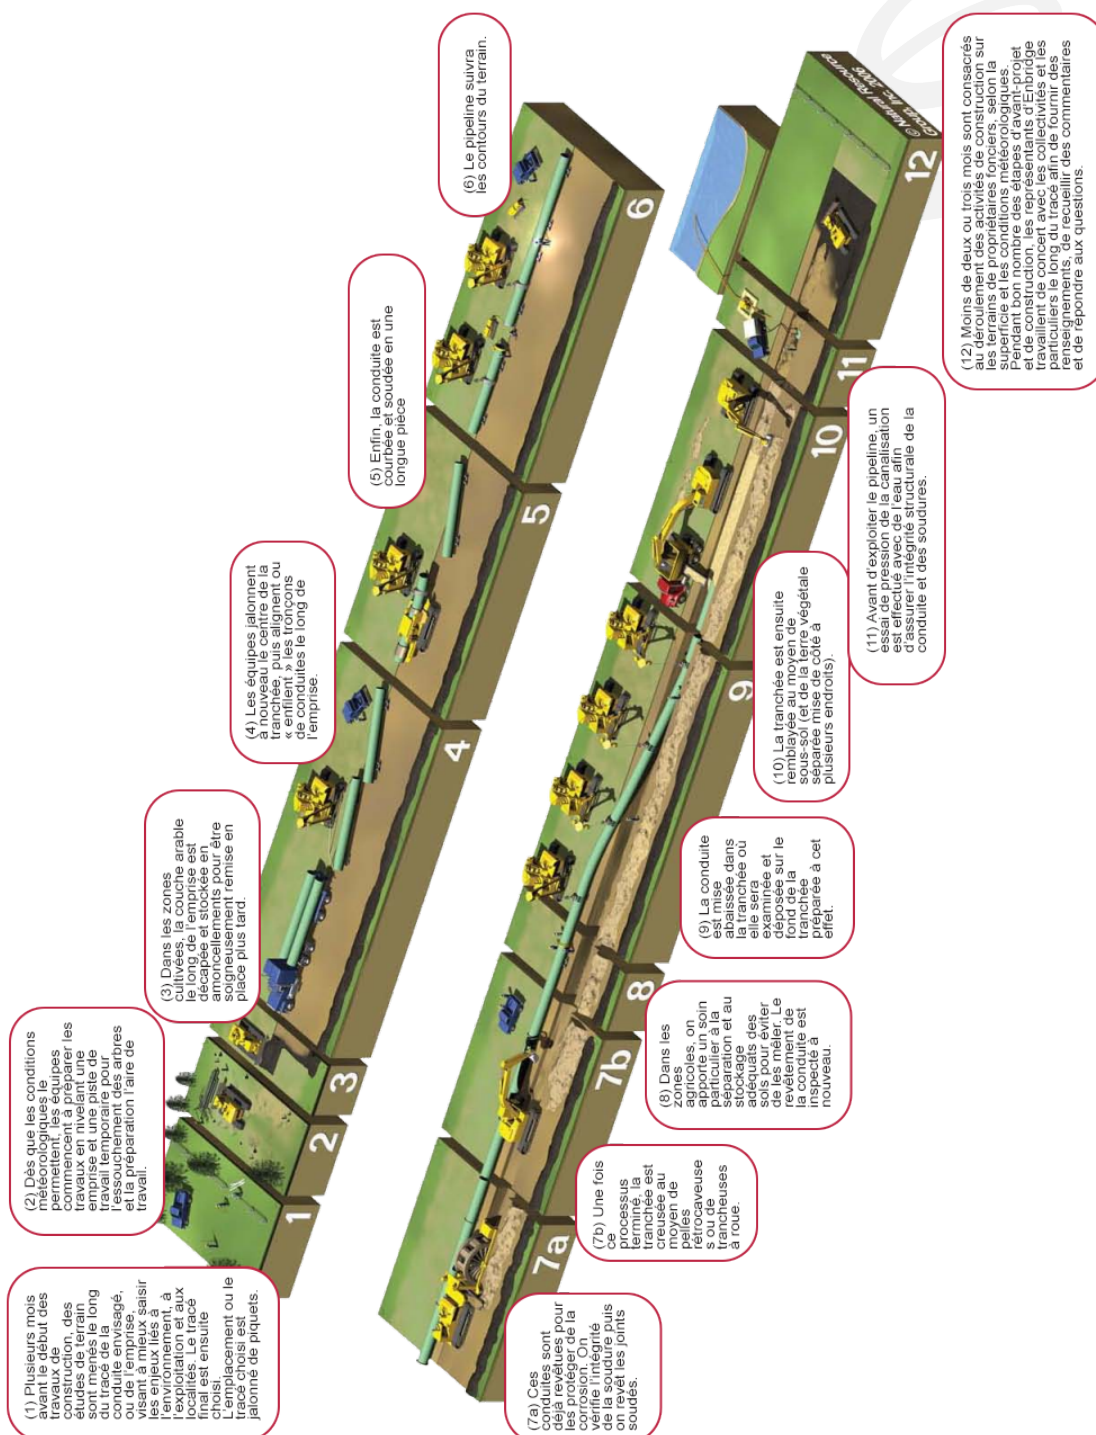 (1) Plusieurs mois
avant le début des
travaux de
construction, des
études de terrain
sont menés le long
du tracé de la
conduite envisagé,
ou de l'emprise,
visant à mieux saisir
les enjeux liés à
l'environnement, à
l'exploitation et aux
localités. Le tracé
final est ensuite
choisi.
L'emplacement ou le
tracé choisi est
jalonné de piquets.
(2) Dès que les conditions
météorologiques le
permettent, les équipes
commencent à préparer les
travaux en nivelant une
emprise et une piste de
travail temporaire pour
l'essouchement des arbres
et la préparation l'aire de
travail.
(3) Dans les zones
cultivées, la couche arable
le long de l'emprise est
décapée et stockée en
amoncellements pour être
soigneusement remise en
place plus tard.
(4) Les équipes jalonnent
à nouveau le centre de la
tranchée, puis alignent ou
« enfilent » les tronçons
de conduites le long de
l'emprise.
(5) Enfin, la conduite est
courbée et soudée en une
longue pièce
(6) Le pipeline suivra
les contours du terrain.
1
2
3
4
5
6
(7a) Ces
conduites sont
déjà revêtues pour
les protéger de la
corrosion. On
vérifie l'intégrité
de la soudure puis
on revêt les joints
soudés.
(7b) Une fois
ce
processus
terminé, la
tranchée est
creusée au
moyen de
pelles
rétrocaveuse
s ou de
trancheuses
à roue.
(8) Dans les
zones
agricoles, on
apporte un soin
particulier à la
séparation et au
stockage
adéquats des
sols pour éviter
de les mêler. Le
revêtement de
la conduite est
inspecté à
nouveau.
(9) La conduite
est mise
abaissée dans
la tranchée où
elle sera
examinée et
déposée sur le
fond de la
tranchée
préparée à cet
effet.
(10) La tranchée est ensuite
remblayée au moyen de
sous-sol (et de la terre végétale
séparée mise de côté à
plusieurs endroits).
(11) Avant d'exploiter le pipeline, un
essai de pression de la canalisation
est effectué avec de l'eau afin
d'assurer l'intégrité structurale de la
conduite et des soudures.
(12) Moins de deux ou trois mois sont consacrés
au déroulement des activités de construction sur
les terrains de propriétaires fonciers, selon la
superficie et les conditions météorologiques.
Pendant bon nombre des étapes d'avant-projet
et de construction, les représentants d'Enbridge
travaillent de concert avec les collectivités et les
particuliers le long du tracé afin de fournir des
renseignements, de recueillir des commentaires
et de répondre aux questions.
7a
7b
8
9
10
11
12
© Natural Resource
Group, Inc. 2006